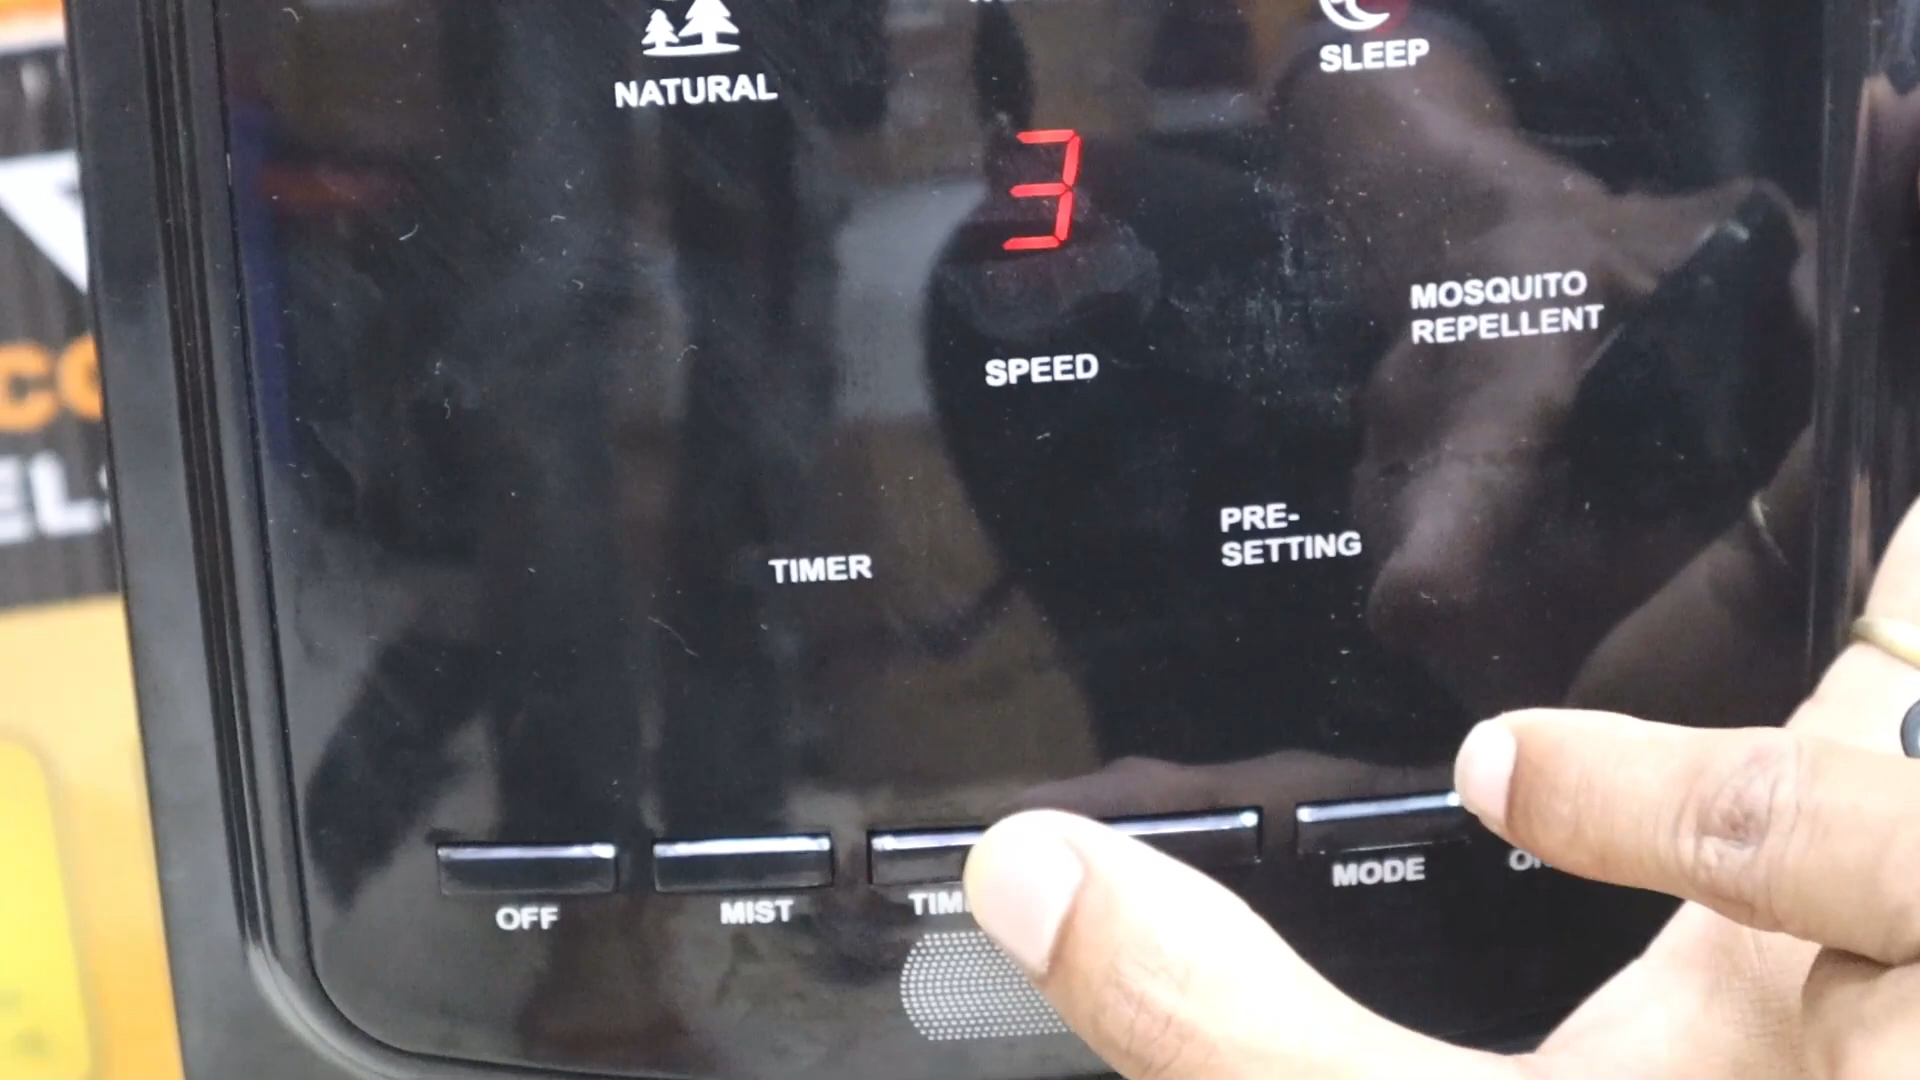 NATURAL
SLEEP
3
MOSQUITO
REPELLENT
SPEED
PRE-
SETTING
TIMER
OFF
MIST
MODE